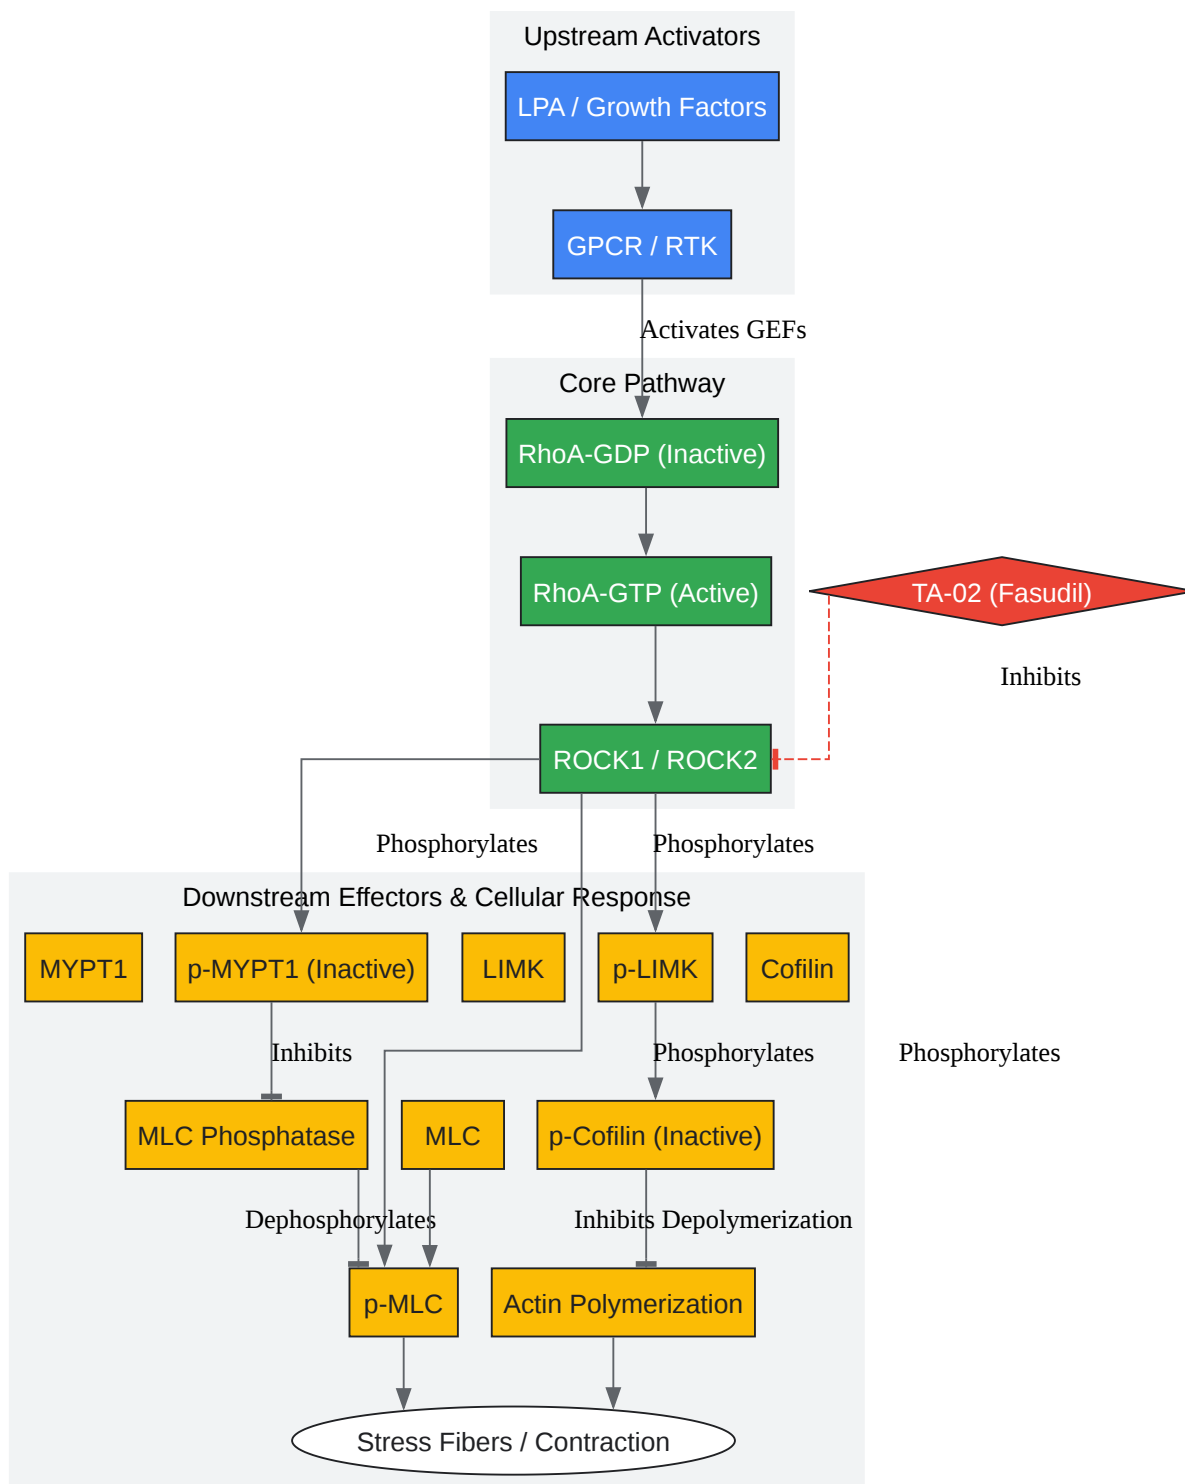 Upstream Activators
LPA / Growth Factors
GPCR / RTK
Activates GEFs
Core Pathway
RhoA-GDP (Inactive)
RhoA-GTP (Active)
TA-02 (Fasudil)
Inhibits
ROCK1 / ROCK2
Phosphorylates
Phosphorylates
Downstream Effectors & Cellular Response
MYPT1
p-MYPT1 (Inactive)
LIMK
p-LIMK
Cofilin
Inhibits
Phosphorylates
Phosphorylates
MLC Phosphatase
MLC
p-Cofilin (Inactive)
Dephosphorylates
Inhibits Depolymerization
p-MLC
Actin Polymerization
Stress Fibers / Contraction